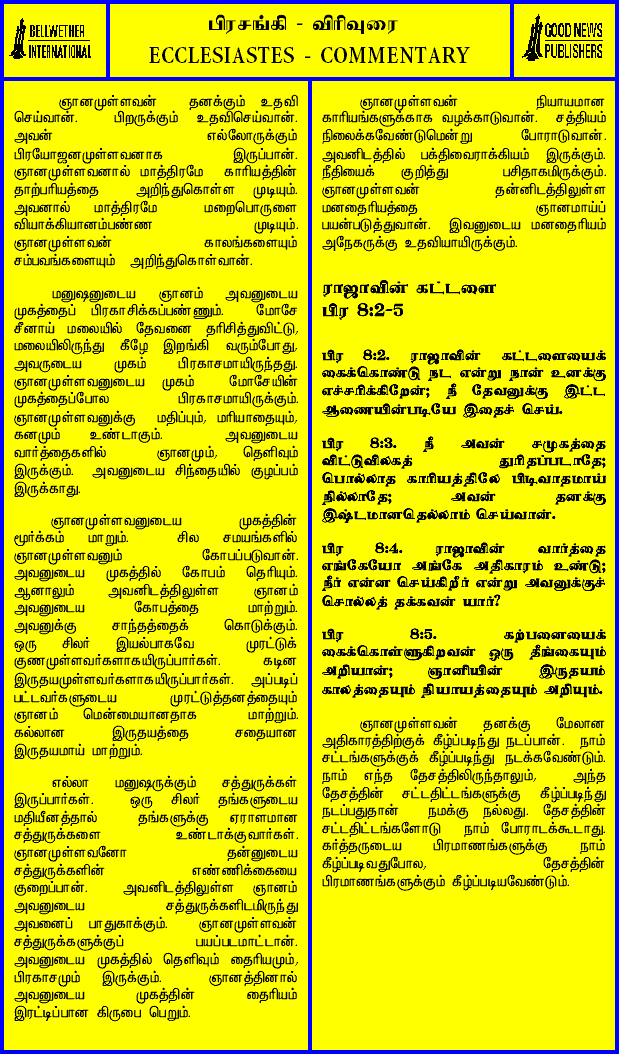 BELLWETHER
INTERNATIONAL
பிரசங்கி - விரிவுரை
ECCLESIASTES - COMMENTARY
GOOD NEWS
PUBLISHERS
ஞானமுள்ளவன் தனக்கும் உதவி
செய்வான். பிறருக்கும் உதவிசெய்வான்.
அவன் எல்லோருக்கும்
பிரயோஜனமுள்ளவனாக இருப்பான்.
ஞானமுள்ளவனால் மாத்திரமே காரியத்தின்
தாற்பரியத்தை அறிந்துகொள்ள முடியும்.
அவனால் மாத்திரமே மறைபொருளை
வியாக்கியானம்பண்ண முடியும்.
ஞானமுள்ளவன் காலங்களையும்
சம்பவங்களையும் அறிந்துகொள்வான்.
மனுஷனுடைய ஞானம் அவனுடைய
முகத்தைப் பிரகாசிக்கப்பண்ணும். மோசே
சீனாய் மலையில் தேவனை தரிசித்துவிட்டு,
மலையிலிருந்து கீழே இறங்கி வரும்போது,
அவருடைய முகம் பிரகாசமாயிருந்தது.
ஞானமுள்ளவனுடைய முகம் மோசேயின்
முகத்தைப்போல பிரகாசமாயிருக்கும்.
ஞானமுள்ளவனுக்கு மதிப்பும், மரியாதையும்,
கனமும் உண்டாகும். அவனுடைய
வார்த்தைகளில் ஞானமும், தெளிவும்
இருக்கும். அவனுடைய சிந்தையில் குழப்பம்
இருக்காது.
ஞானமுள்ளவனுடைய முகத்தின்
மூர்க்கம் மாறும். சில சமயங்களில்
ஞானமுள்ளவனும் கோபப்படுவான்.
அவனுடைய முகத்தில் கோபம் தெரியும்.
ஆனாலும் அவனிடத்திலுள்ள ஞானம்
அவனுடைய கோபத்தை மாற்றும்.
அவனுக்கு சாந்தத்தைக் கொடுக்கும்.
ஒரு சிலர் இயல்பாகவே முரட்டுக்
குணமுள்ளவர்களாகயிருப்பார்கள். கடின
இருதயமுள்ளவர்களாகயிருப்பார்கள். அப்படிப்
பட்டவர்களுடைய முரட்டுத்தனத்தையும்
ஞானம் மென்மையானதாக மாற்றும்.
கல்லான இருதயத்தை சதையான
இருதயமாய் மாற்றும்.
எல்லா மனுஷருக்கும் சத்துருக்கள்
இருப்பார்கள். ஒரு சிலர் தங்களுடைய
மதியீனத்தால் தங்களுக்கு ஏராளமான
சத்துருக்களை உண்டாக்குவார்கள்.
ஞானமுள்ளவனோ தன்னுடைய
சத்துருக்களின் எண்ணிக்கையை
குறைப்பான். அவனிடத்திலுள்ள ஞானம்
அவனுடைய சத்துருக்களிடமிருந்து
அவனைப் பாதுகாக்கும். ஞானமுள்ளவன்
சத்துருக்களுக்குப் பயப்படமாட்டான்.
அவனுடைய முகத்தில் தெளிவும் தைரியமும்,
பிரகாசமும் இருக்கும். ஞானத்தினால்
அவனுடைய முகத்தின் தைரியம்
இரட்டிப்பான கிருபை பெறும்.
ஞானமுள்ளவன் நியாயமான
காரியங்களுக்காக வழக்காடுவான். சத்தியம்
நிலைக்கவேண்டுமென்று போராடுவான்.
அவனிடத்தில் பக்திவைராக்கியம் இருக்கும்.
நீதியைக் குறித்து பசிதாகமிருக்கும்.
ஞானமுள்ளவன் தன்னிடத்திலுள்ள
மனதைரியத்தை ஞானமாய்ப்
பயன்படுத்துவான். இவனுடைய மனதைரியம்
அநேகருக்கு உதவியாயிருக்கும்.
ராஜாவின் கட்டளை
பிர 8:2-5
பிர 8:2. ராஜாவின் கட்டளையைக்
கைக்கொண்டு நட என்று நான் உனக்கு
எச்சரிக்கிறேன்; நீ தேவனுக்கு இட்ட
ஆணையின்படியே இதைச் செய்.
பிர 8:3. நீ அவன் சமுகத்தை
விட்டுவிலகத் துரிதப்படாதே;
பொல்லாத காரியத்திலே பிடிவாதமாய்
நில்லாதே; அவன் தனக்கு
இஷ்டமானதெல்லாம் செய்வான்.
பிர 8:4. ராஜாவின் வார்த்தை
எங்கேயோ அங்கே அதிகாரம் உண்டு;
நீர் என்ன செய்கிறீர் என்று அவனுக்குச்
சொல்லத் தக்கவன் யார்?
பிர 8:5. கற்பனையைக்
கைக்கொள்ளுகிறவன் ஒரு தீங்கையும்
அறியான்; ஞானியின் இருதயம்
காலத்தையும் நியாயத்தையும் அறியும்.
ஞானமுள்ளவன் தனக்கு மேலான
அதிகாரத்திற்குக் கீழ்ப்படிந்து நடப்பான். நாம்
சட்டங்களுக்குக் கீழ்ப்படிந்து நடக்கவேண்டும்.
நாம் எந்த தேசத்திலிருந்தாலும், அந்த
தேசத்தின் சட்டதிட்டங்களுக்கு கீழ்ப்படிந்து
நடப்பதுதான் நமக்கு நல்லது. தேசத்தின்
சட்டதிட்டங்களோடு நாம் போராடக்கூடாது.
கர்த்தருடைய பிரமாணங்களுக்கு நாம்
கீழ்ப்படிவதுபோல, தேசத்தின்
பிரமாணங்களுக்கும் கீழ்ப்படியவேண்டும்.